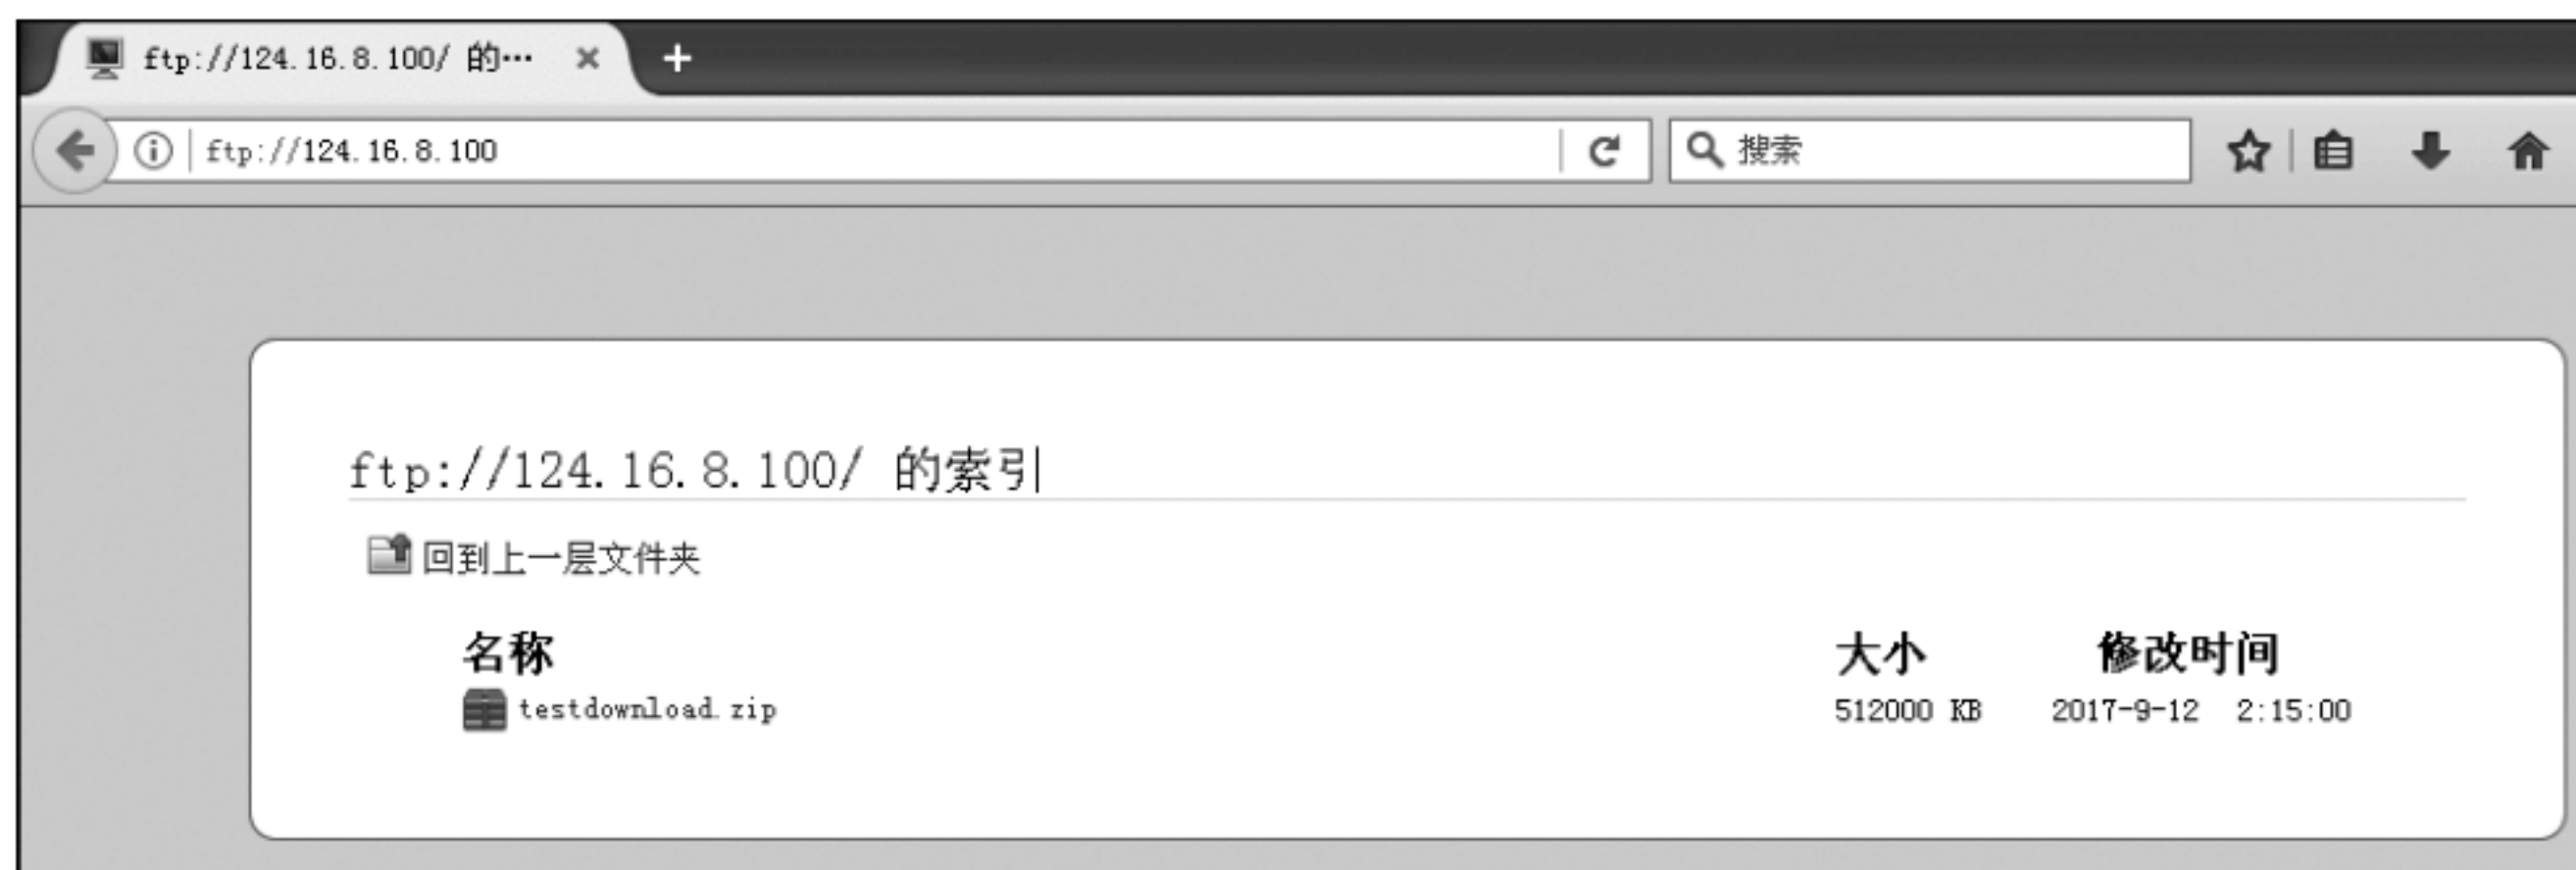 ftp://124.16.8.100/ 的…
ftp://124.16.8.100 搜索
ftp://124.16.8.100/ 的索引
回到上一层文件夹
名称 大小 修改时间
testdownload.zip 512000 KB 2017-9-12 2:15:00